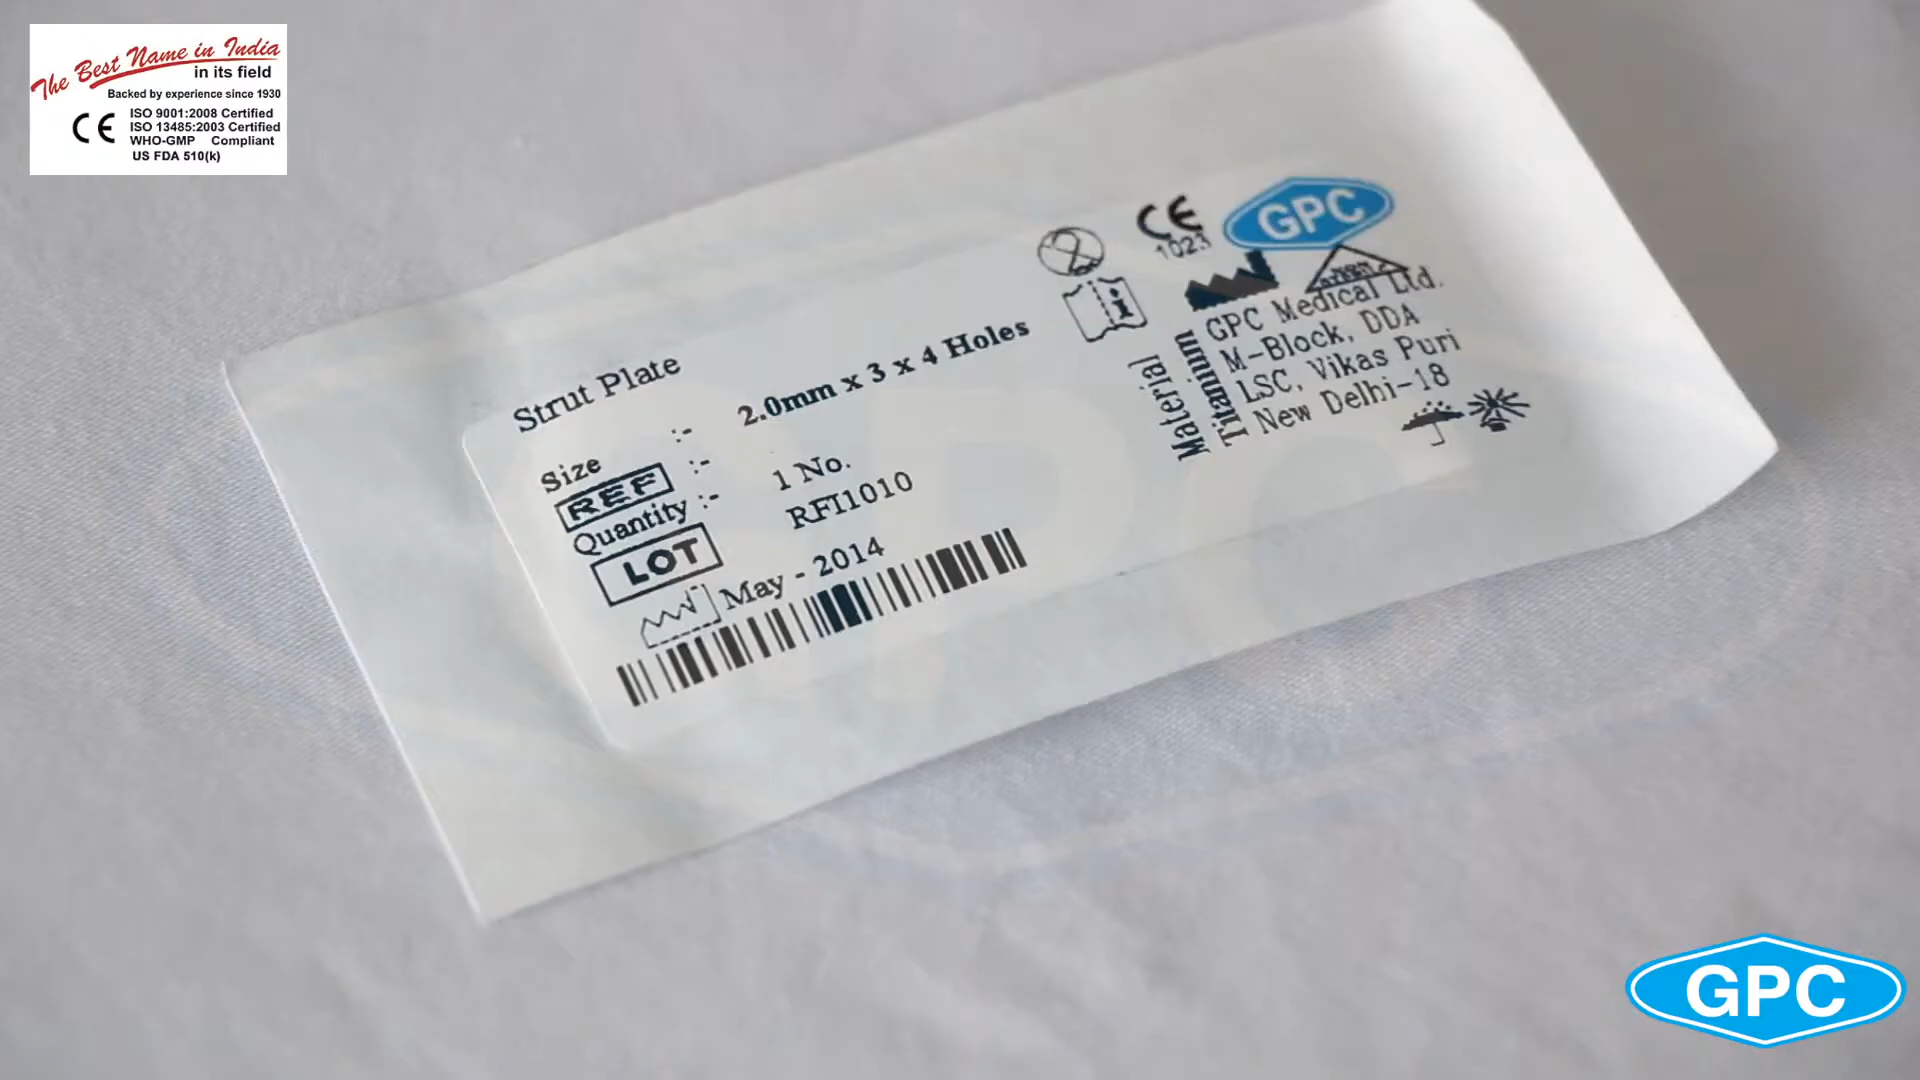 The Best Name in India
in its field
Backed by experience since 1930
CE
ISO 9001:2008 Certified
ISO 13485:2003 Certified
WHO-GMP Compliant
US FDA 510(k)
Strut Plate
Size :- 2.0mm x 3 x 4 Holes
REF :-
Quantity :- 1 No.
LOT RFI1010
May - 2014
2
CE
1023
GPC
i
Material
Titanium
GPC Medical Ltd.
M-Block, DDA
LSC, Vikas Puri
New Delhi-18
GPC
GPC